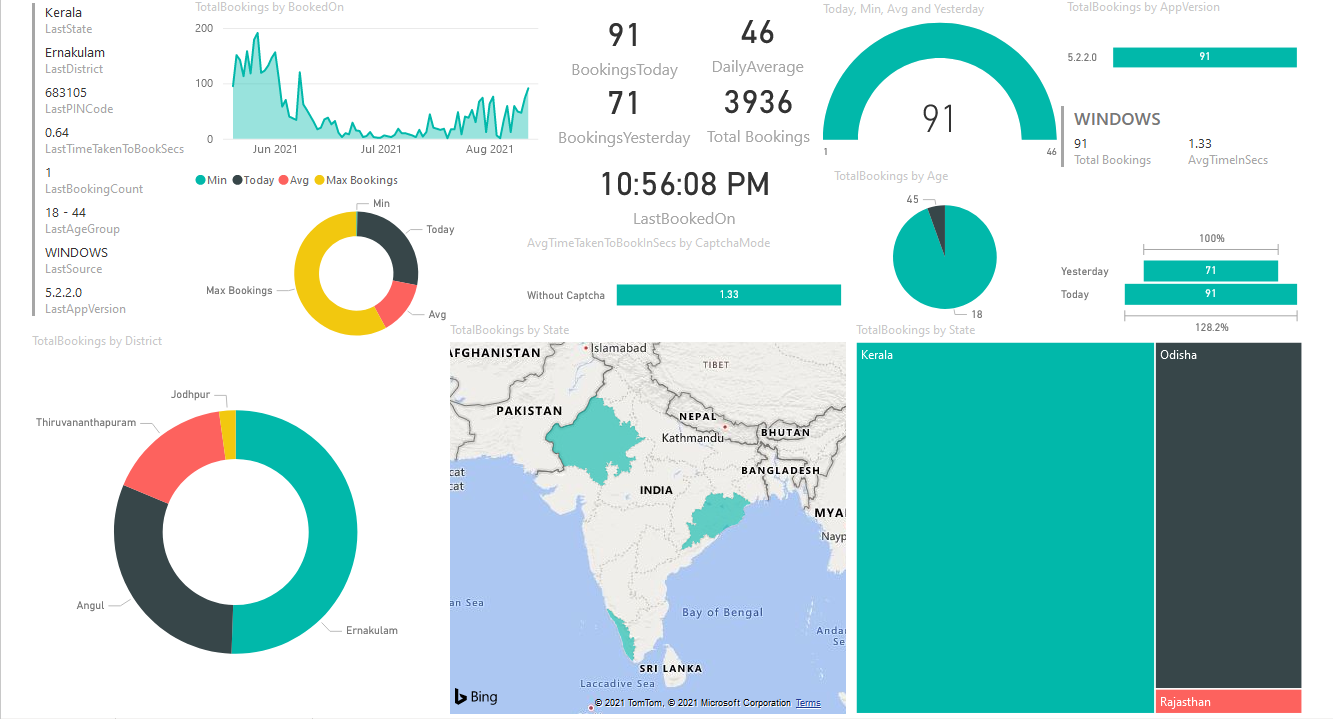 Kerala
LastState
Ernakulam
LastDistrict
683105
LastPINCode
0.64
LastTimeTakenToBookSecs
1
LastBookingCount
18 - 44
LastAgeGroup
WINDOWS
LastSource
5.2.2.0
LastAppVersion
TotalBookings by BookedOn
200
100
0
Jun 2021
Jul 2021
Aug 2021
91
BookingsToday
46
DailyAverage
71
BookingsYesterday
3936
Total Bookings
10:56:08 PM
LastBookedOn
Today, Min, Avg and Yesterday
91
1
46
TotalBookings by AppVersion
5.2.2.0
91
WINDOWS
91
Total Bookings
1.33
AvgTimeInSecs
Min
Today
Avg
Max Bookings
Min
Today
Max Bookings
Avg
AvgTimeTakenToBookInSecs by CaptchaMode
Without Captcha
1.33
TotalBookings by Age
45
18
100%
Yesterday
71
Today
91
128.2%
TotalBookings by District
Jodhpur
Thiruvananthapuram
Angul
Ernakulam
TotalBookings by State
AFGHANISTAN
Islamabad
TIBET
PAKISTAN
NEPAL
Kathmandu
BHUTAN
BANGLADESH
cat
cat
INDIA
MYA
Nayp
an Sea
Bay of Bengal
Andar
Se
SRI LANKA
Laccadive Sea
Bing
© 2021 TomTom, © 2021 Microsoft Corporation Terms
TotalBookings by State
Kerala
Odisha
Rajasthan